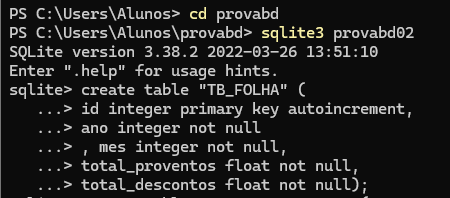 PS C:\Users\Alunos> cd provabd
PS C:\Users\Alunos\provabd> sqlite3 provabd02
SQLite version 3.38.2 2022-03-26 13:51:10
Enter ".help" for usage hints.
sqlite> create table "TB_FOLHA" (
   ...> id integer primary key autoincrement,
   ...> ano integer not null
   ...> , mes integer not null,
   ...> total_proventos float not null,
   ...> total_descontos float not null);